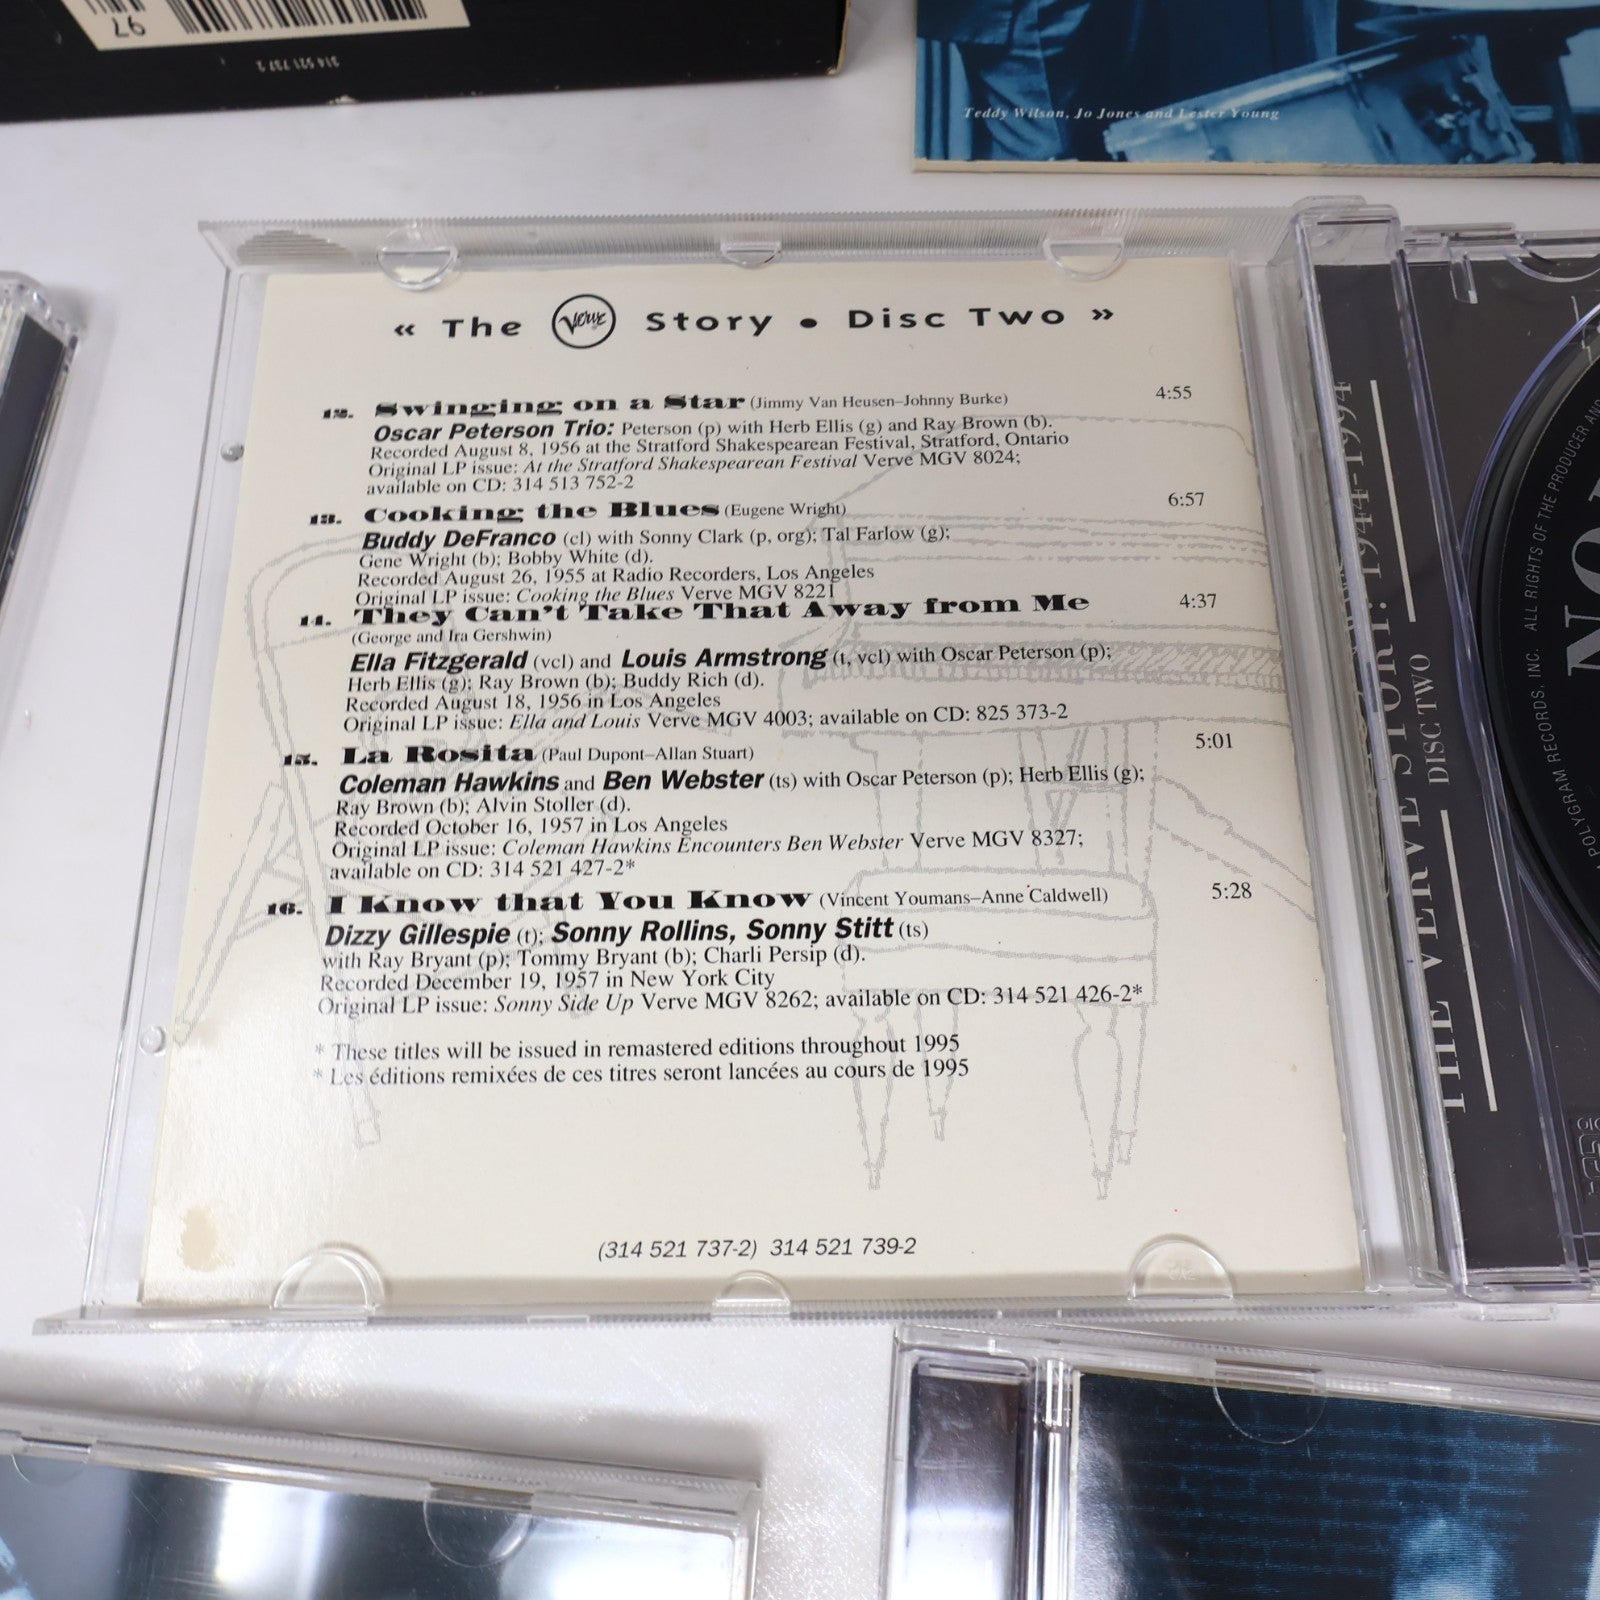 97
314 521 737 2
Teddy Wilson, Jo Jones and Lester Young
« The Verve Story • Disc Two »
12. Swinging on a Star (Jimmy Van Heusen–Johnny Burke) 4:55
Oscar Peterson Trio: Peterson (p) with Herb Ellis (g) and Ray Brown (b).
Recorded August 8, 1956 at the Stratford Shakespearean Festival, Stratford, Ontario
Original LP issue: At the Stratford Shakespearean Festival Verve MGV 8024;
available on CD: 314 513 752-2
13. Cooking the Blues (Eugene Wright) 6:57
Buddy DeFranco (cl) with Sonny Clark (p, org); Tal Farlow (g);
Gene Wright (b); Bobby White (d).
Recorded August 26, 1955 at Radio Recorders, Los Angeles
Original LP issue: Cooking the Blues Verve MGV 8221
14. They Can't Take That Away from Me 4:37
(George and Ira Gershwin)
Ella Fitzgerald (vcl) and Louis Armstrong (t, vcl) with Oscar Peterson (p);
Herb Ellis (g); Ray Brown (b); Buddy Rich (d).
Recorded August 18, 1956 in Los Angeles
Original LP issue: Ella and Louis Verve MGV 4003; available on CD: 825 373-2
15. La Rosita (Paul Dupont–Allan Stuart) 5:01
Coleman Hawkins and Ben Webster (ts) with Oscar Peterson (p); Herb Ellis (g);
Ray Brown (b); Alvin Stoller (d).
Recorded October 16, 1957 in Los Angeles
Original LP issue: Coleman Hawkins Encounters Ben Webster Verve MGV 8327;
available on CD: 314 521 427-2*
16. I Know that You Know (Vincent Youmans–Anne Caldwell) 5:28
Dizzy Gillespie (t); Sonny Rollins, Sonny Stitt (ts)
with Ray Bryant (p); Tommy Bryant (b); Charli Persip (d).
Recorded December 19, 1957 in New York City
Original LP issue: Sonny Side Up Verve MGV 8262; available on CD: 314 521 426-2*
* These titles will be issued in remastered editions throughout 1995
* Les éditions remixées de ces titres seront lancées au cours de 1995
(314 521 737-2) 314 521 739-2
THE VERVE STORY: 1944-1994
DISC TWO
POLYGRAM RECORDS, INC. ALL RIGHTS OF THE PRODUCER AND